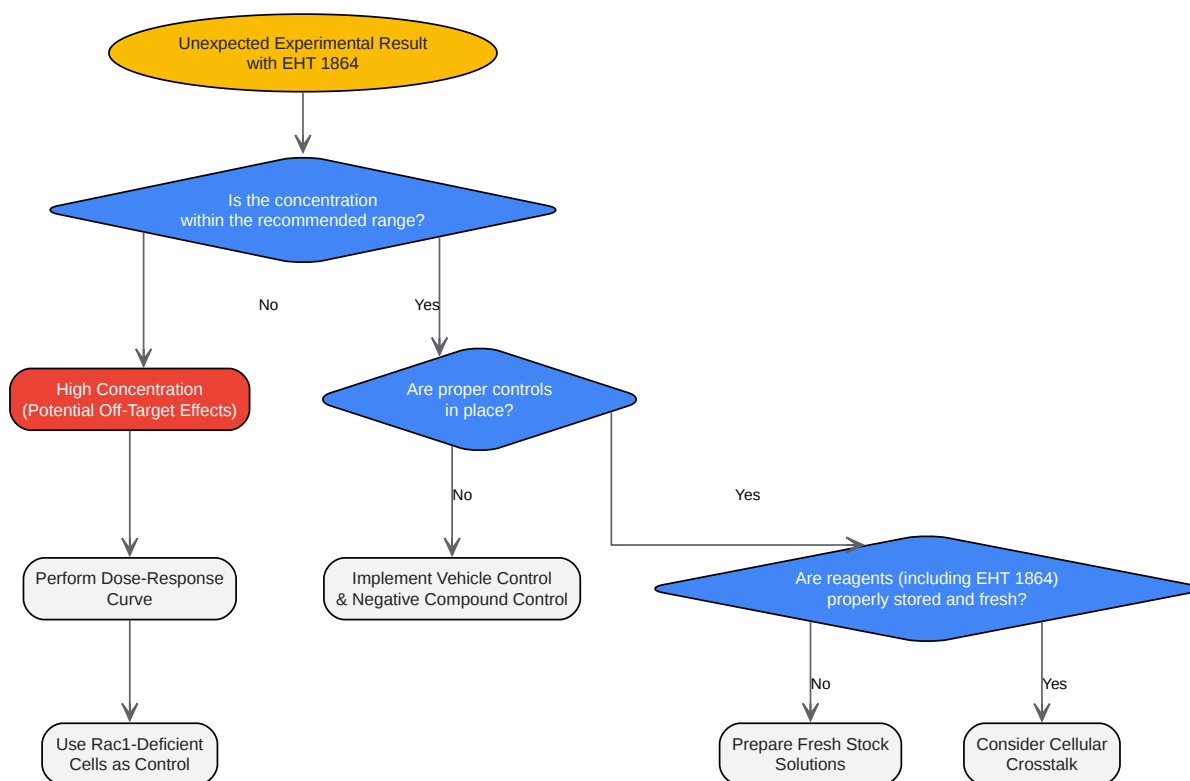 Unexpected Experimental Result
with EHT 1864
Is the concentration
within the recommended range?
No
Yes
High Concentration
(Potential Off-Target Effects)
Are proper controls
in place?
No
Yes
Perform Dose-Response
Curve
Implement Vehicle Control
& Negative Compound Control
Are reagents (including EHT 1864)
properly stored and fresh?
No
Yes
Use Rac1-Deficient
Cells as Control
Prepare Fresh Stock
Solutions
Consider Cellular
Crosstalk